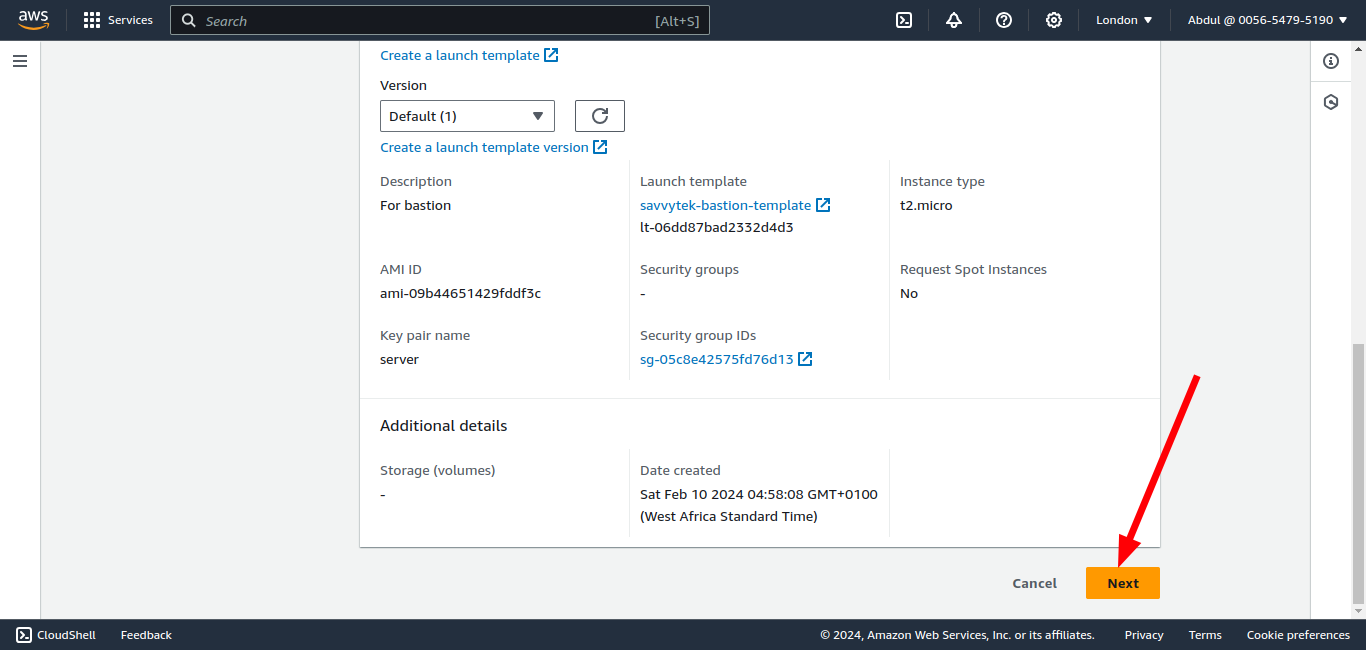 aws
Services
Search
[Alt+S]
London
Abdul @ 0056-5479-5190
Create a launch template
Version
Default (1)
Create a launch template version
Description
For bastion
Launch template
savvytek-bastion-template
lt-06dd87bad2332d4d3
Instance type
t2.micro
AMI ID
ami-09b44651429fddf3c
Security groups
-
Request Spot Instances
No
Key pair name
server
Security group IDs
sg-05c8e42575fd76d13
Additional details
Storage (volumes)
-
Date created
Sat Feb 10 2024 04:58:08 GMT+0100
(West Africa Standard Time)
Cancel
Next
CloudShell
Feedback
© 2024, Amazon Web Services, Inc. or its affiliates.
Privacy
Terms
Cookie preferences